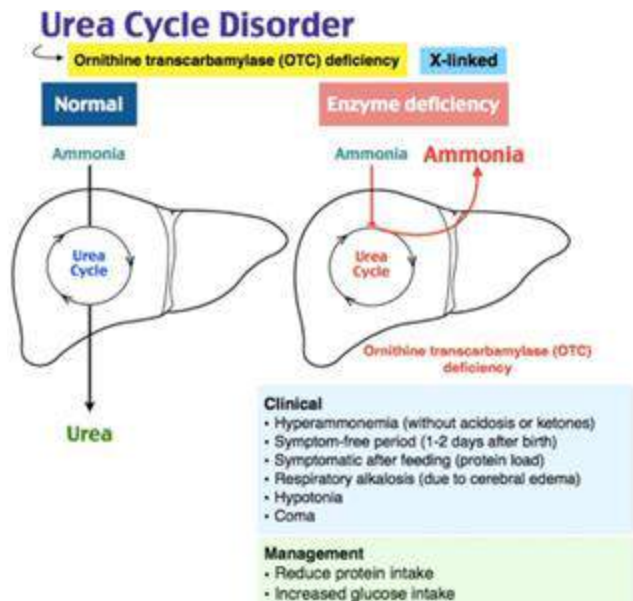 Urea Cycle Disorder
Ornithine transcarbamylase (OTC) deficiency
X-linked
Normal
Enzyme deficiency
Ammonia
Ammonia
Ammonia
Urea
Cycle
Urea
Cycle
Ornithine transcarbamylase (OTC)
deficiency
Urea
Clinical
• Hyperammonemia (without acidosis or ketones)
• Symptom-free period (1-2 days after birth)
• Symptomatic after feeding (protein load)
• Respiratory alkalosis (due to cerebral edema)
• Hypotonia
• Coma
Management
• Reduce protein intake
• Increased glucose intake